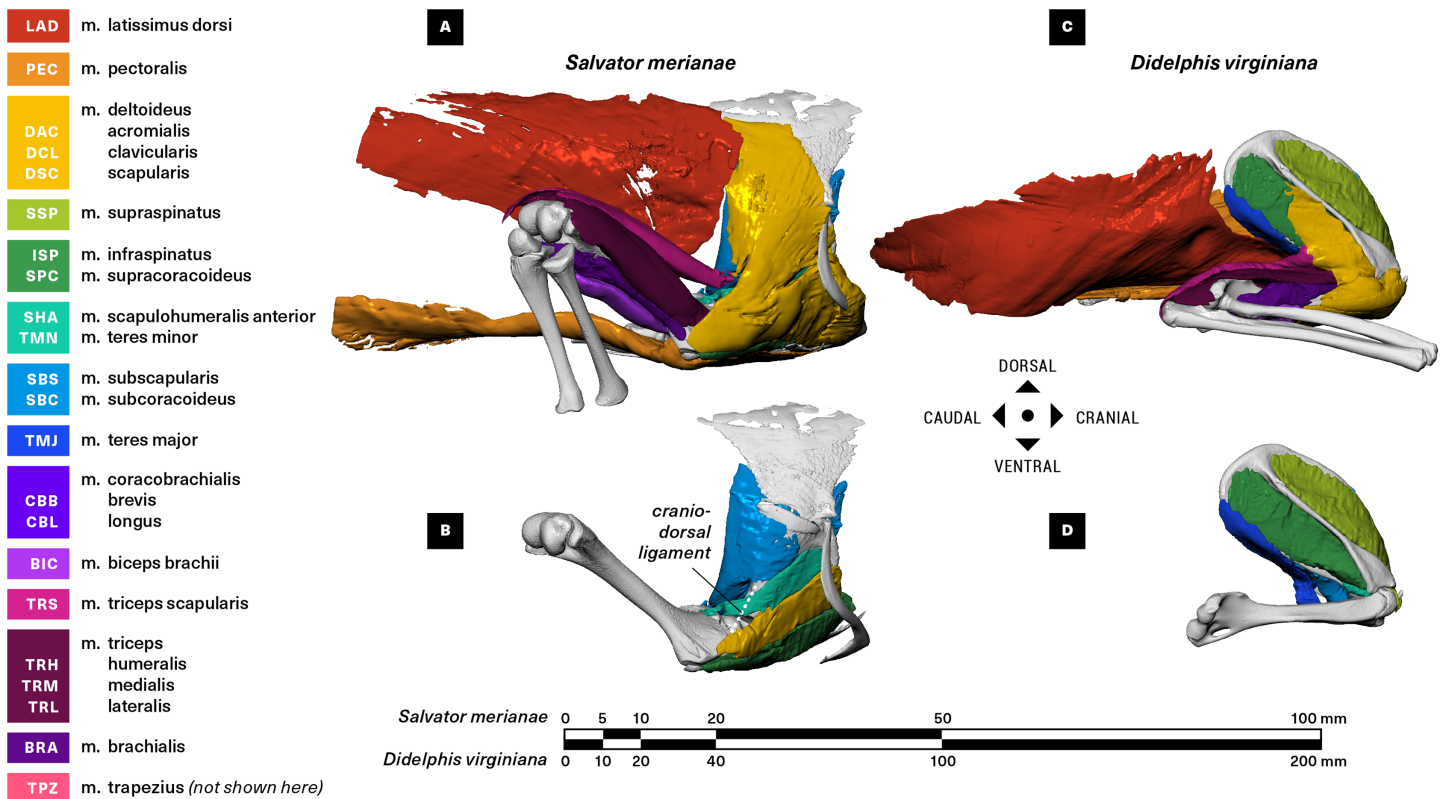 LAD m. latissimus dorsi
PEC m. pectoralis
m. deltoideus
DAC acromialis
DCL clavicularis
DSC scapularis
SSP m. supraspinatus
ISP m. infraspinatus
SPC m. supracoracoideus
SHA m. scapulohumeralis anterior
TMN m. teres minor
SBS m. subscapularis
SBC m. subcoracoideus
TMJ m. teres major
m. coracobrachialis
CBB brevis
CBL longus
BIC m. biceps brachii
TRS m. triceps scapularis
m. triceps
TRH humeralis
TRM medialis
TRL lateralis
BRA m. brachialis
TPZ m. trapezius (not shown here)
A
Salvator merianae
C
Didelphis virginiana
DORSAL
CAUDAL CRANIAL
VENTRAL
B
cranio-
dorsal
ligament
D
Salvator merianae 0 5 10 20 50 100 mm
Didelphis virginiana 0 10 20 40 100 200 mm